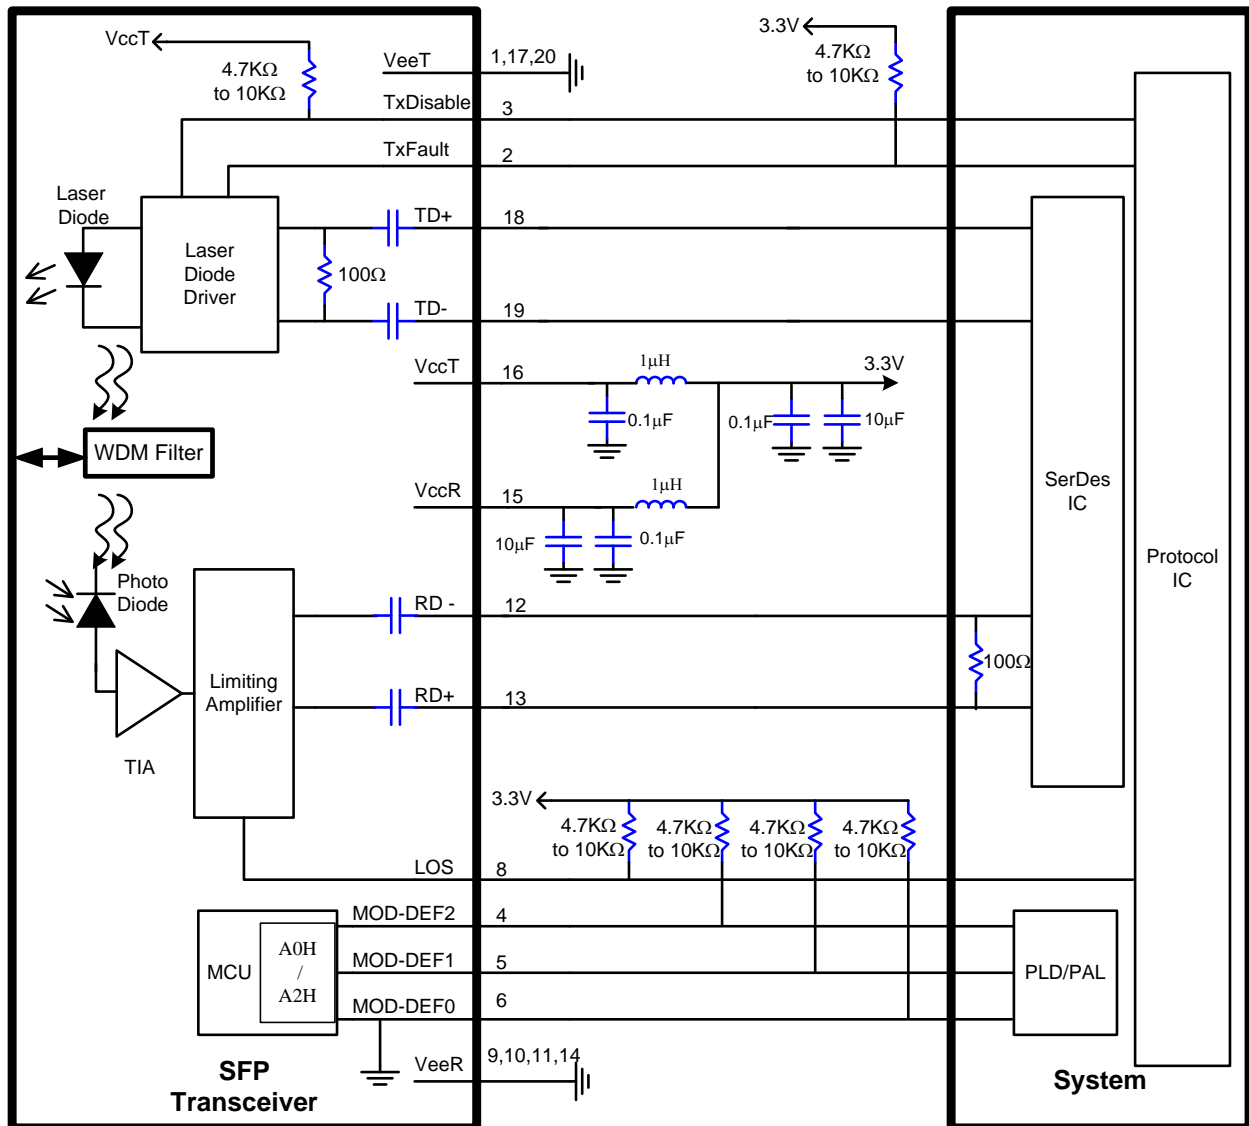 VccT
4.7KΩ
to 10KΩ
VeeT
1,17,20
3.3V
4.7KΩ
to 10KΩ
TxDisable
3
TxFault
2
Laser
Diode
Laser
Diode
Driver
TD+
18
100Ω
TD-
19
VccT
16
1μH
3.3V
0.1μF
0.1μF
10μF
WDM Filter
VccR
15
1μH
10μF
0.1μF
SerDes
IC
Protocol
IC
Photo
Diode
RD -
12
Limiting
Amplifier
100Ω
RD+
13
TIA
3.3V
4.7KΩ
to 10KΩ
4.7KΩ
to 10KΩ
4.7KΩ
to 10KΩ
4.7KΩ
to 10KΩ
LOS
8
MOD-DEF2
4
MCU
A0H
/
A2H
MOD-DEF1
5
PLD/PAL
MOD-DEF0
6
VeeR
9,10,11,14
SFP
Transceiver
System